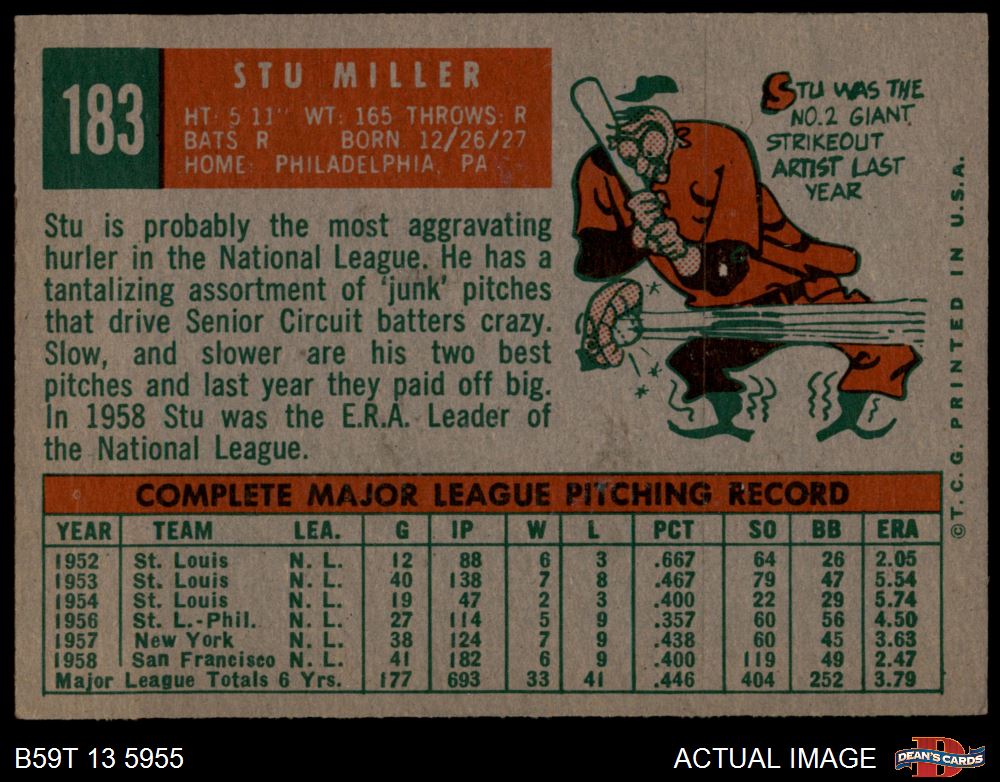 183
STU MILLER
HT: 5 11" WT: 165 THROWS: R
BATS R BORN 12/26/27
HOME: PHILADELPHIA, PA
Stu is probably the most aggravating
hurler in the National League. He has a
tantalizing assortment of 'junk' pitches
that drive Senior Circuit batters crazy.
Slow, and slower are his two best
pitches and last year they paid off big.
In 1958 Stu was the E.R.A. Leader of
the National League.
STU WAS THE
NO.2 GIANT
STRIKEOUT
ARTIST LAST
YEAR
©T.C.G. PRINTED IN U.S.A.
COMPLETE MAJOR LEAGUE PITCHING RECORD
YEAR TEAM LEA. G IP W L PCT SO BB ERA
1952 St. Louis N. L. 12 88 6 3 .667 64 26 2.05
1953 St. Louis N. L. 40 138 7 8 .467 79 47 5.54
1954 St. Louis N. L. 19 47 2 3 .400 22 29 5.74
1956 St. L.-Phil. N. L. 27 114 5 9 .357 60 56 4.50
1957 New York N. L. 38 124 7 9 .438 60 45 3.63
1958 San Francisco N. L. 41 182 6 9 .400 119 49 2.47
Major League Totals 6 Yrs. 177 693 33 41 .446 404 252 3.79
B59T 13 5955
ACTUAL IMAGE
D
DEAN'S CARDS